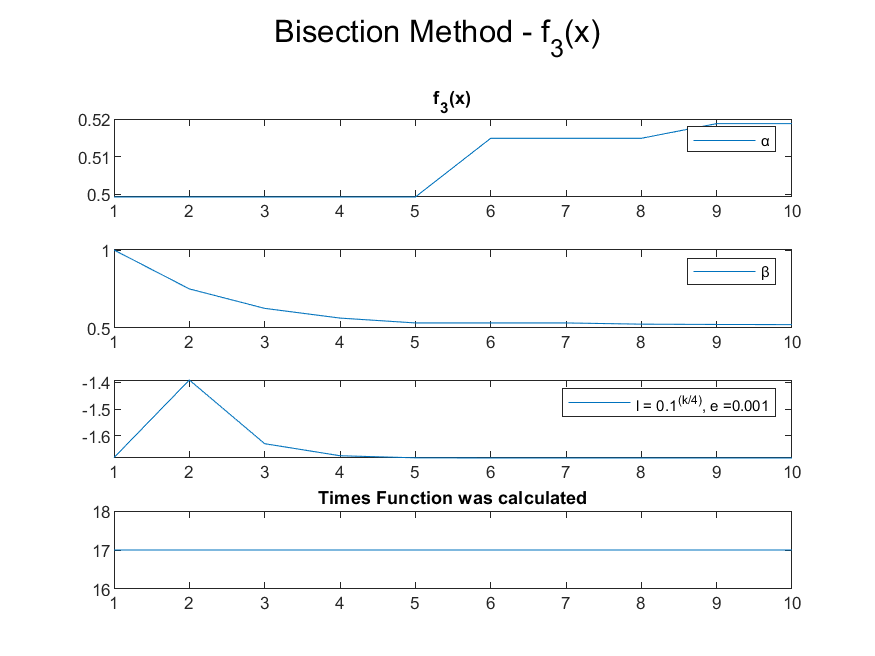 Bisection Method - f3(x)
f3(x)
0.52
0.51
0.5
α
1 2 3 4 5 6 7 8 9 10
1
0.5
β
1 2 3 4 5 6 7 8 9 10
-1.4
-1.5
-1.6
l = 0.1(k/4), e =0.001
1 2 3 4 5 6 7 8 9 10
Times Function was calculated
18
17
16
1 2 3 4 5 6 7 8 9 10